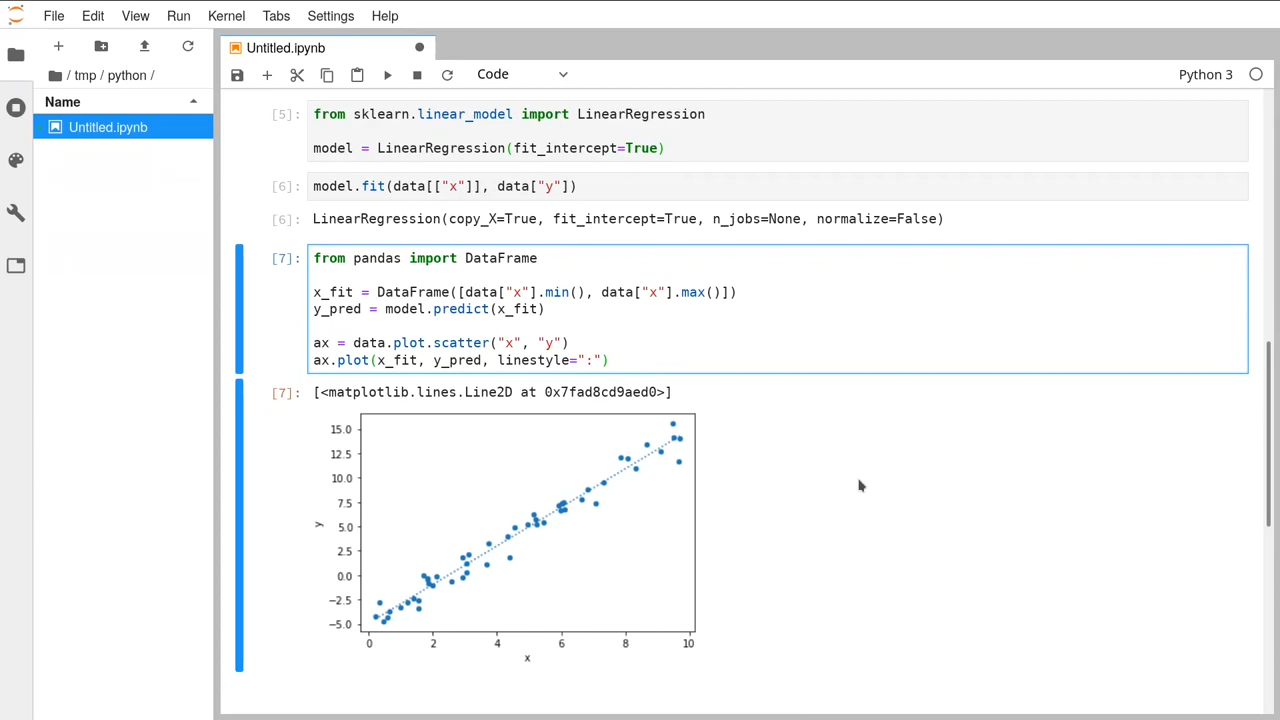 File Edit View Run Kernel Tabs Settings Help
/ tmp / python /
Name
Untitled.ipynb
Untitled.ipynb
Code
Python 3
[5]:
from sklearn.linear_model import LinearRegression
model = LinearRegression(fit_intercept=True)
[6]:
model.fit(data[["x"]], data["y"])
[6]:
LinearRegression(copy_X=True, fit_intercept=True, n_jobs=None, normalize=False)
[7]:
from pandas import DataFrame
x_fit = DataFrame([data["x"].min(), data["x"].max()])
y_pred = model.predict(x_fit)
ax = data.plot.scatter("x", "y")
ax.plot(x_fit, y_pred, linestyle=":")
[7]:
[<matplotlib.lines.Line2D at 0x7fad8cd9aed0>]
15.0
12.5
10.0
7.5
5.0
2.5
0.0
−2.5
−5.0
y
0 2 4 6 8 10
x